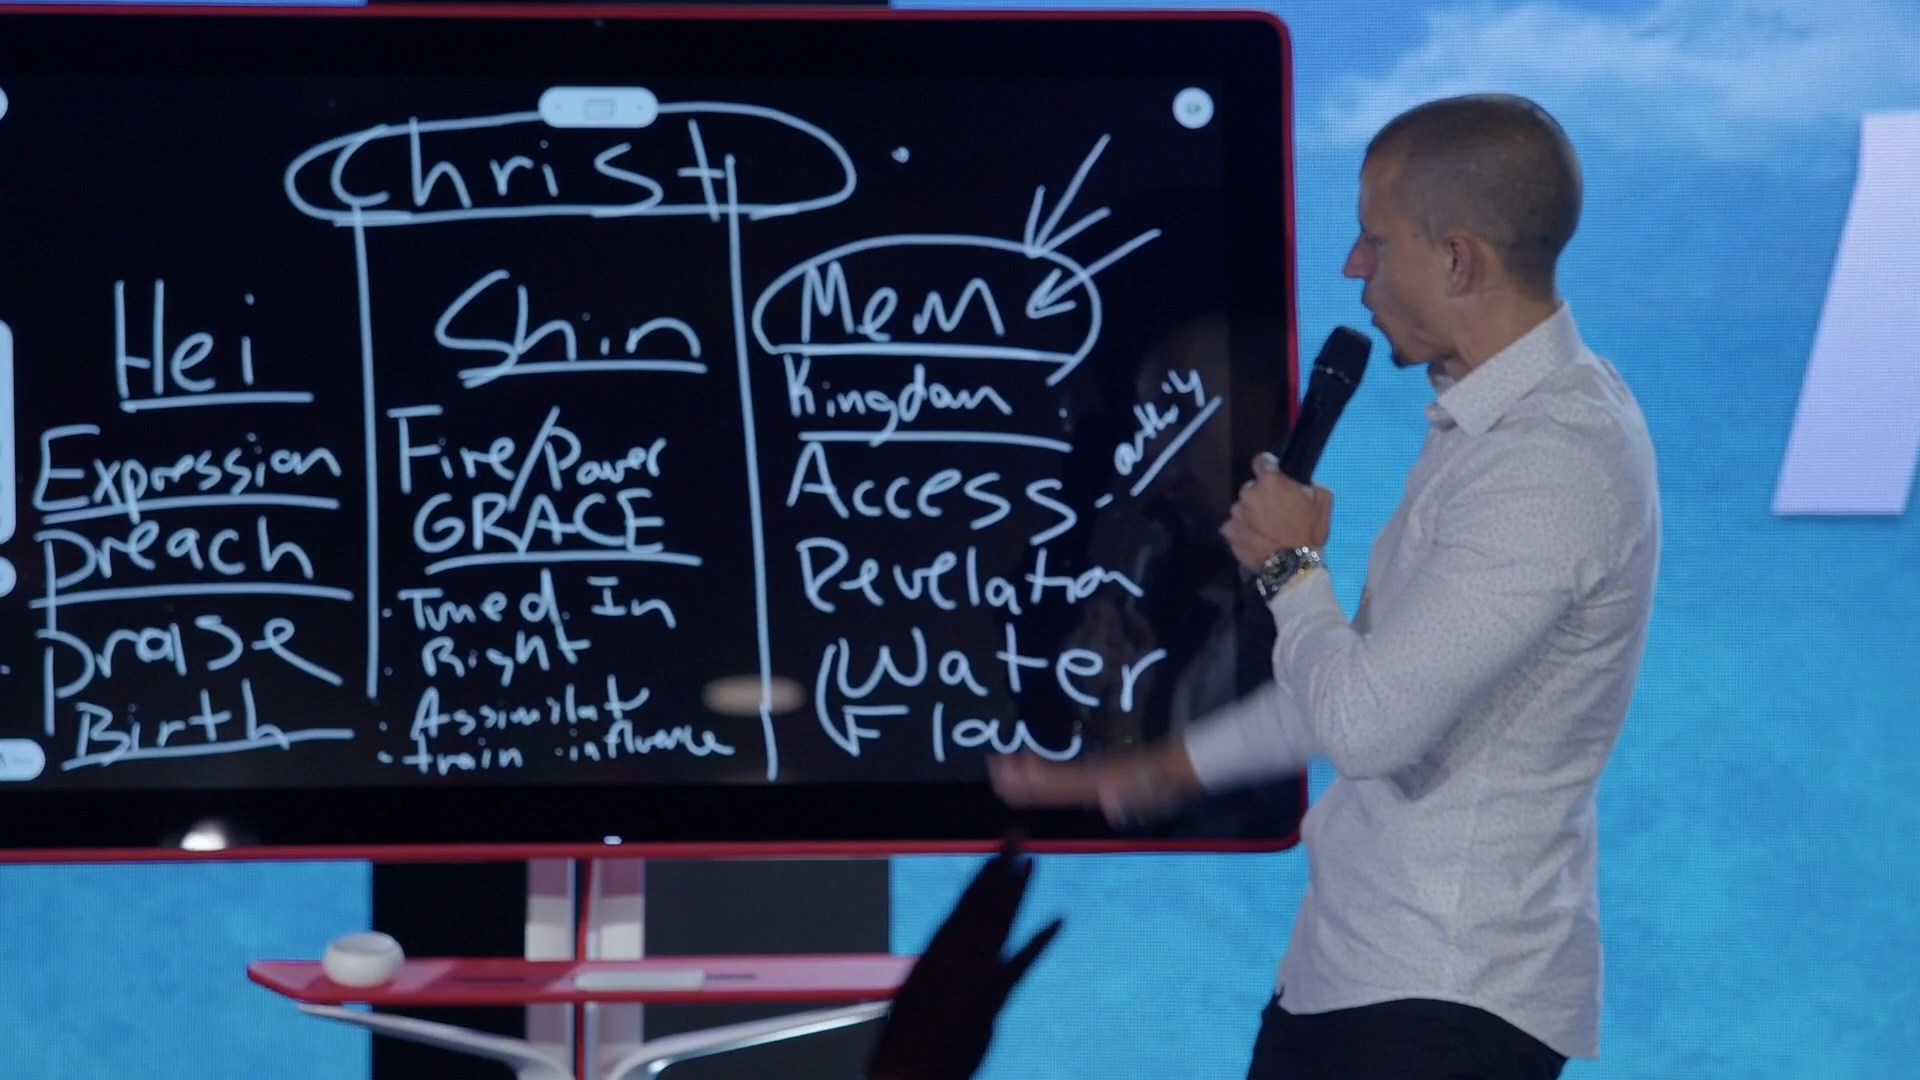 Christ
Hei
Expression
Preach
Praise
Birth
Shin
Fire/Power
GRACE
· Tuned In
· Right
· Assimilat
· train influence
Mem
Kingdom
Access -
Revelation
(Water
Flow